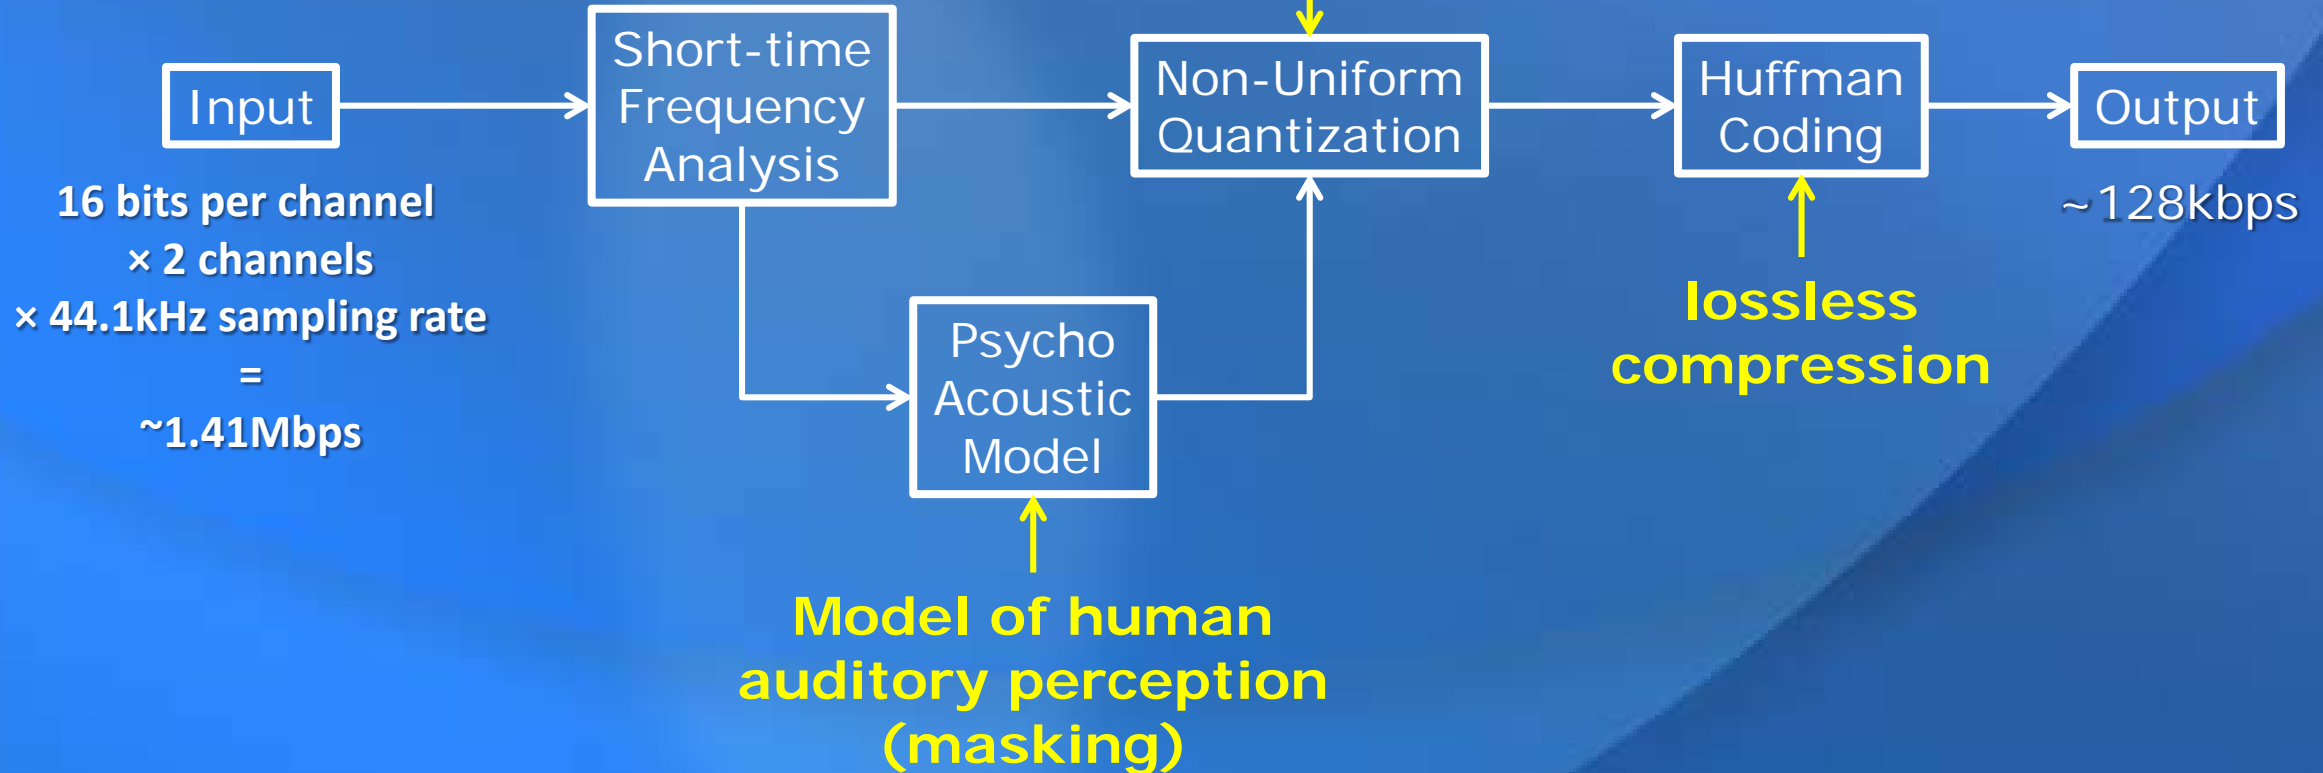 Input
16 bits per channel
× 2 channels
× 44.1kHz sampling rate
=
~1.41Mbps
Short-time
Frequency
Analysis
Psycho
Acoustic
Model
Model of human
auditory perception
(masking)
Non-Uniform
Quantization
Huffman
Coding
lossless
compression
Output
~128kbps